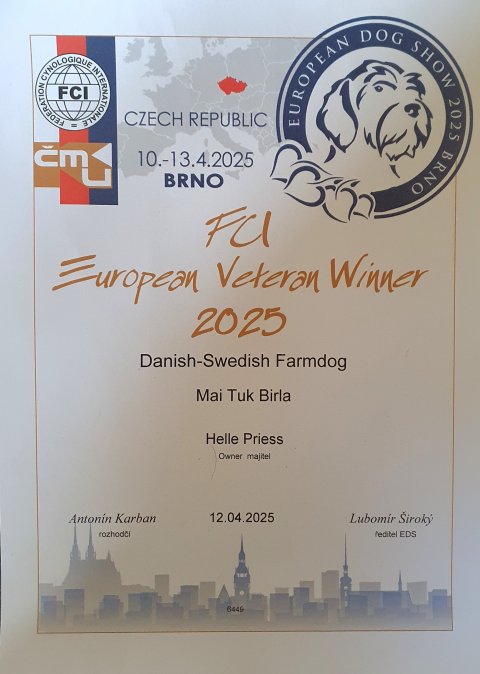 FEDERATION CYNOLOGIQUE INTERNATIONALE
FCI
ČMKU
CZECH REPUBLIC
10.-13.4.2025
BRNO
EUROPEAN DOG SHOW 2025 BRNO
FCI
European Veteran Winner
2025
Danish-Swedish Farmdog
Mai Tuk Birla
Helle Priess
Owner majitel
Antonín Karban
12.04.2025
Lubomír Široký
rozhodčí
ředitel EDS
6449